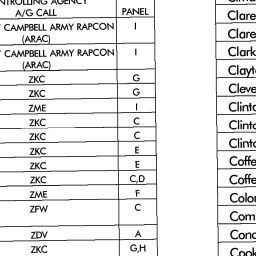 AGENCY
A/G CALL PANEL
CAMPBELL ARMY RAPCON I
(ARAC)
CAMPBELL ARMY RAPCON I
(ARAC)
ZKC G
ZKC G
ZME I
ZKC C
ZKC C
ZKC E
ZKC E
ZKC C,D
ZME F
ZFW C
ZDV A
ZKC G,H
Clare
Clare
Clark
Clayt
Cleve
Clinto
Clinto
Clinto
Coffe
Coffe
Color
Com
Conc
Cook